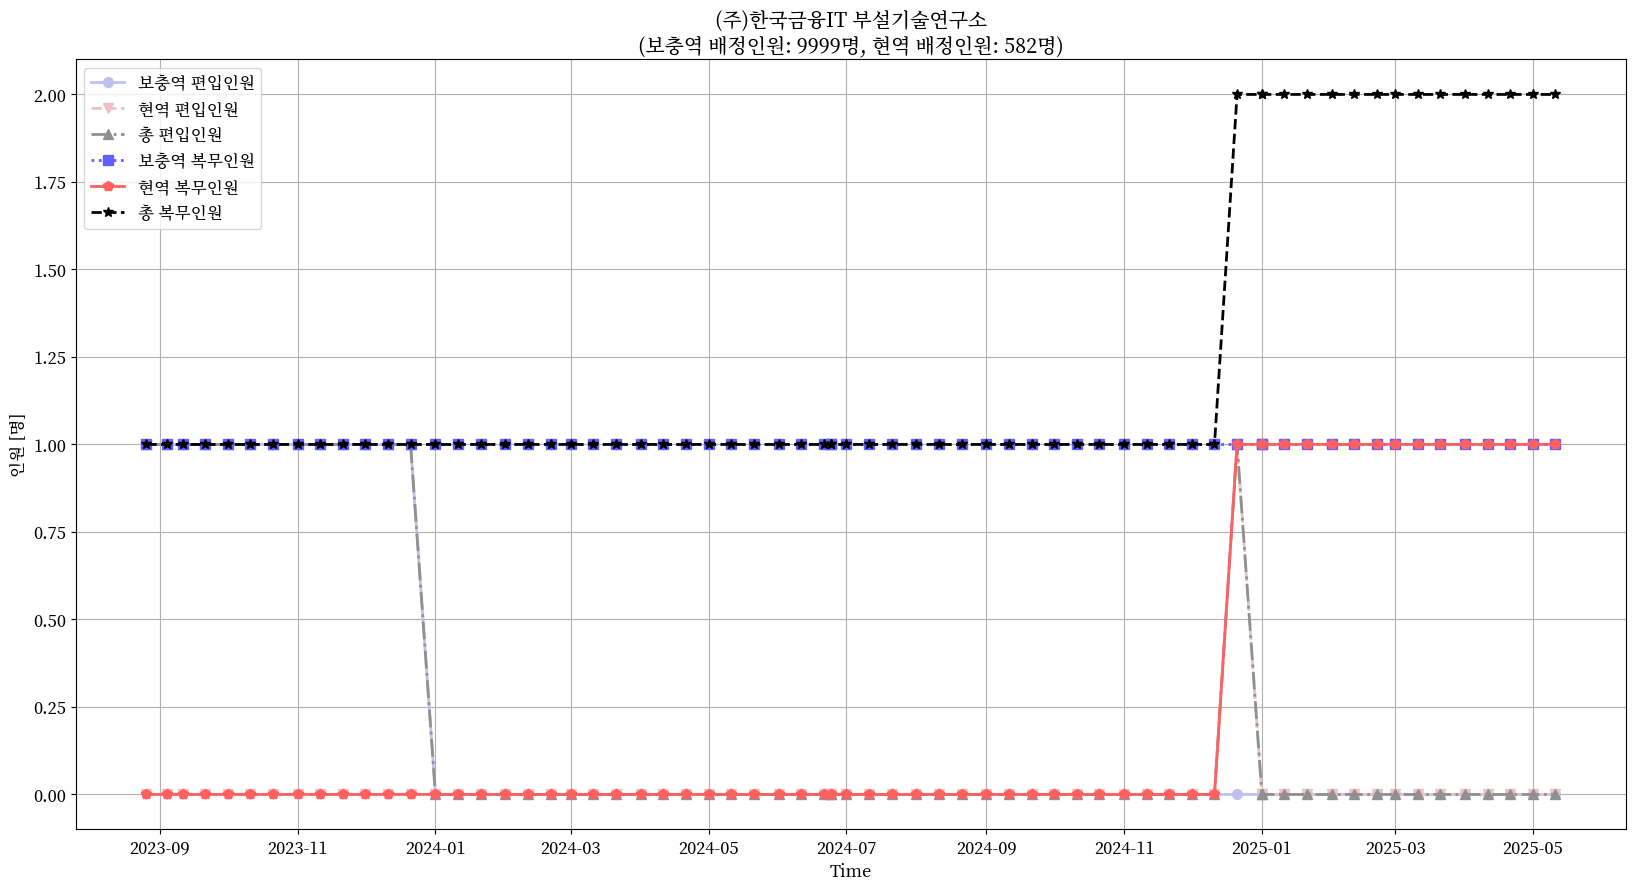 (주)한국금융IT 부설기술연구소
(보충역 배정인원: 9999명, 현역 배정인원: 582명)
보충역 편입인원
현역 편입인원
총 편입인원
보충역 복무인원
현역 복무인원
총 복무인원
2.00
1.75
1.50
1.25
1.00
0.75
0.50
0.25
0.00
인원 [명]
2023-09 2023-11 2024-01 2024-03 2024-05 2024-07 2024-09 2024-11 2025-01 2025-03 2025-05
Time